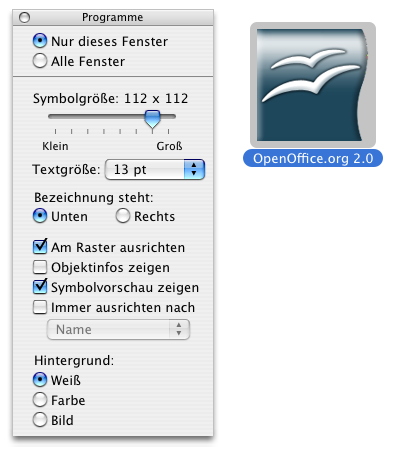 Programme
Nur dieses Fenster
Alle Fenster
Symbolgröße: 112 x 112
Klein Groß
Textgröße: 13 pt
Bezeichnung steht:
Unten Rechts
Am Raster ausrichten
Objektinfos zeigen
Symbolvorschau zeigen
Immer ausrichten nach
Name
Hintergrund:
Weiß
Farbe
Bild
OpenOffice.org 2.0